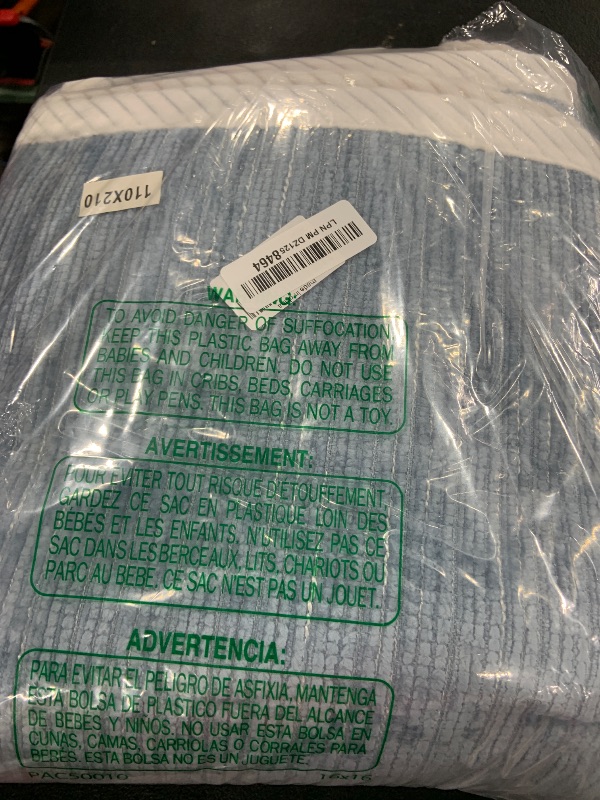 110X210
LPN PM DZ1258464
WA
TO AVOID DANGER OF SUFFOCATION
KEEP THIS PLASTIC BAG AWAY FROM
BABIES AND CHILDREN. DO NOT USE
THIS BAG IN CRIBS, BEDS, CARRIAGES
OR PLAY PENS. THIS BAG IS NOT A TOY.
AVERTISSEMENT:
POUR EVITER TOUT RISQUE D'ETOUFFEMENT
GARDEZ CE SAC EN PLASTIQUE LOIN DES
BEBES ET LES ENFANTS. N'UTILISEZ PAS CE
SAC DANS LES BERCEAUX, LITS, CHARIOTS OU
PARC AU BEBE. CE SAC N'EST PAS UN JOUET.
ADVERTENCIA:
PARA EVITAR EL PELIGRO DE ASFIXIA. MANTENGA
ESTA BOLSA DE PLASTICO FUERA DEL ALCANCE
DE BEBES Y NIÑOS. NO USAR ESTA BOLSA EN
CUNAS, CAMAS, CARRIOLAS O CORRALES PARA
BEBES. ESTA BOLSA NO ES UN JUGUETE.
PAC50010 16x16